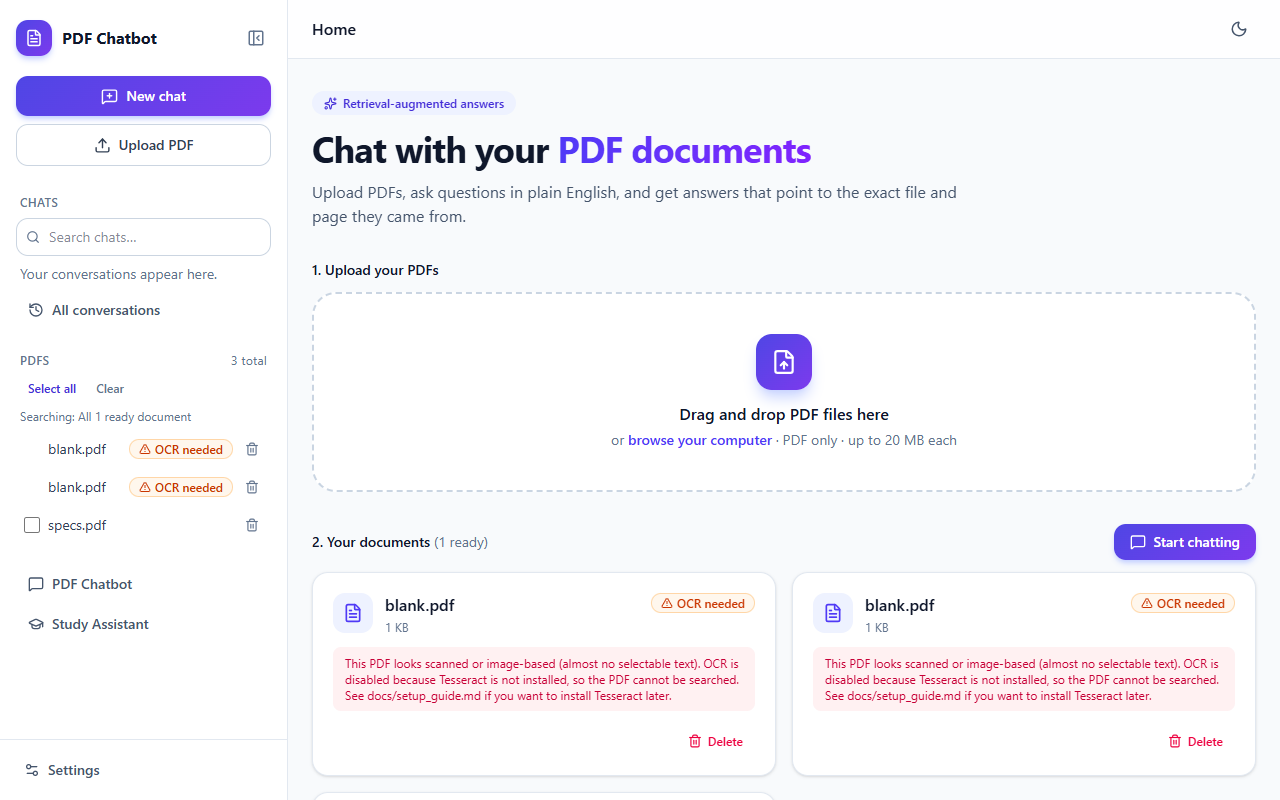 PDF Chatbot
New chat
Upload PDF
CHATS
Search chats...
Your conversations appear here.
All conversations
PDFS 3 total
Select all Clear
Searching: All 1 ready document
blank.pdf OCR needed
blank.pdf OCR needed
specs.pdf
PDF Chatbot
Study Assistant
Settings
Home
Retrieval-augmented answers
Chat with your PDF documents
Upload PDFs, ask questions in plain English, and get answers that point to the exact file and
page they came from.
1. Upload your PDFs
Drag and drop PDF files here
or browse your computer · PDF only · up to 20 MB each
2. Your documents (1 ready)
Start chatting
blank.pdf
OCR needed
1 KB
This PDF looks scanned or image-based (almost no selectable text). OCR is
disabled because Tesseract is not installed, so the PDF cannot be searched.
See docs/setup_guide.md if you want to install Tesseract later.
Delete
blank.pdf
OCR needed
1 KB
This PDF looks scanned or image-based (almost no selectable text). OCR is
disabled because Tesseract is not installed, so the PDF cannot be searched.
See docs/setup_guide.md if you want to install Tesseract later.
Delete